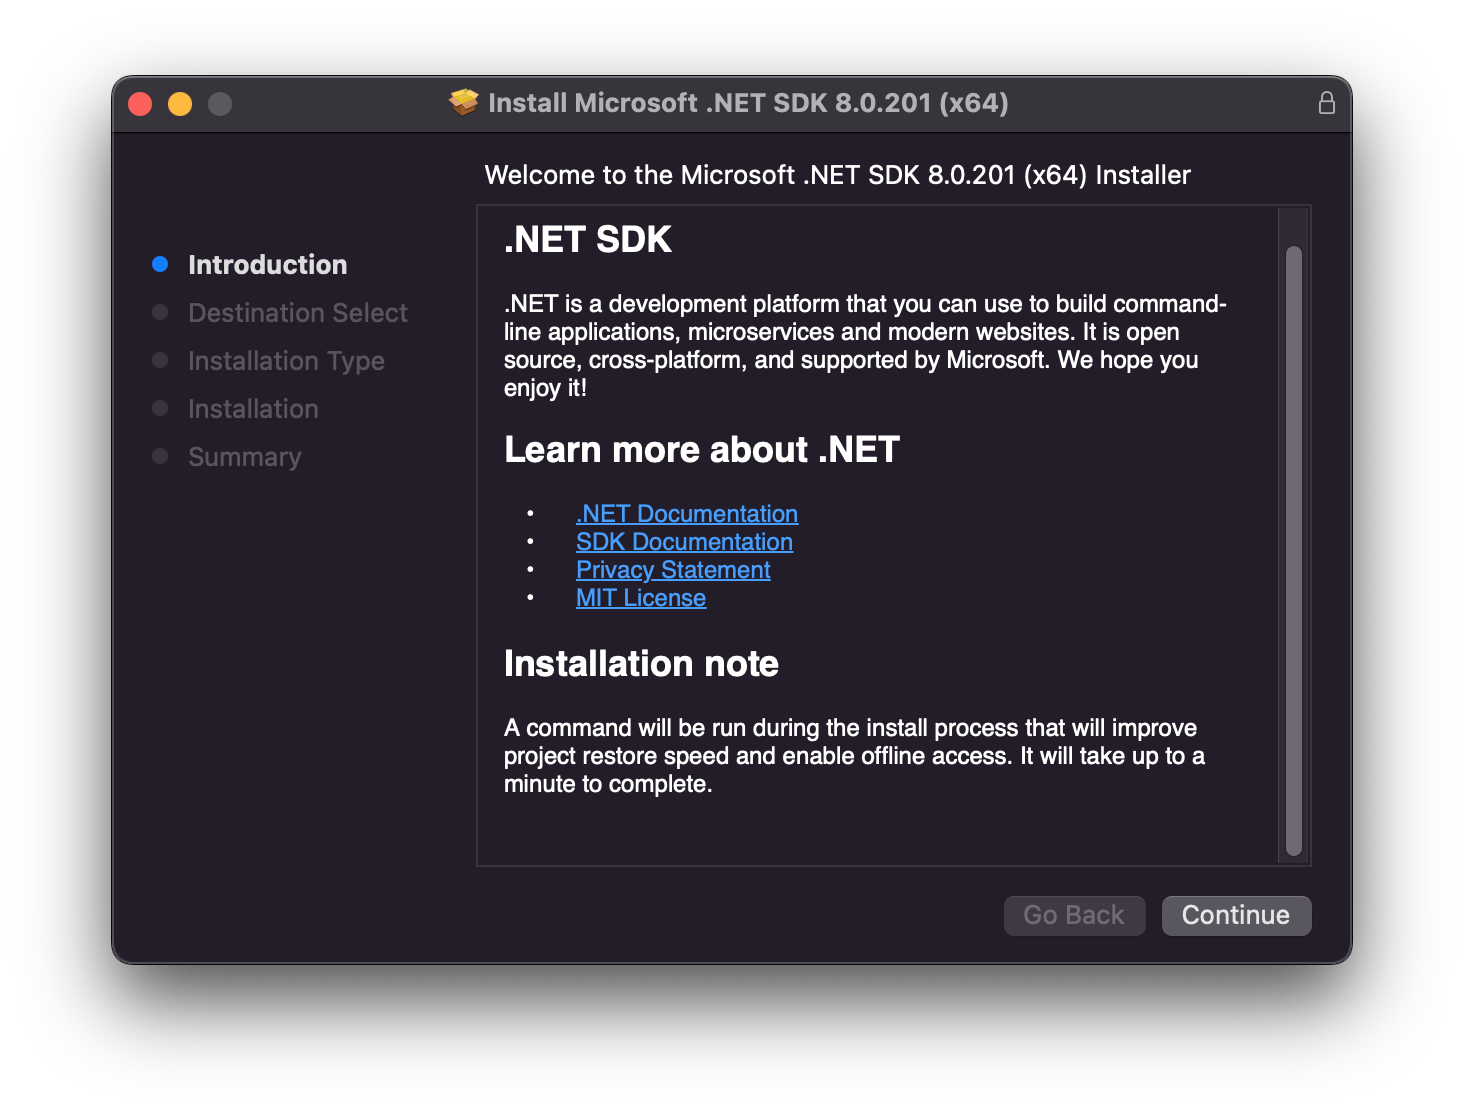 Install Microsoft .NET SDK 8.0.201 (x64)
Welcome to the Microsoft .NET SDK 8.0.201 (x64) Installer
Introduction
Destination Select
Installation Type
Installation
Summary
.NET SDK
.NET is a development platform that you can use to build command-
line applications, microservices and modern websites. It is open
source, cross-platform, and supported by Microsoft. We hope you
enjoy it!
Learn more about .NET
• .NET Documentation
• SDK Documentation
• Privacy Statement
• MIT License
Installation note
A command will be run during the install process that will improve
project restore speed and enable offline access. It will take up to a
minute to complete.
Go Back
Continue